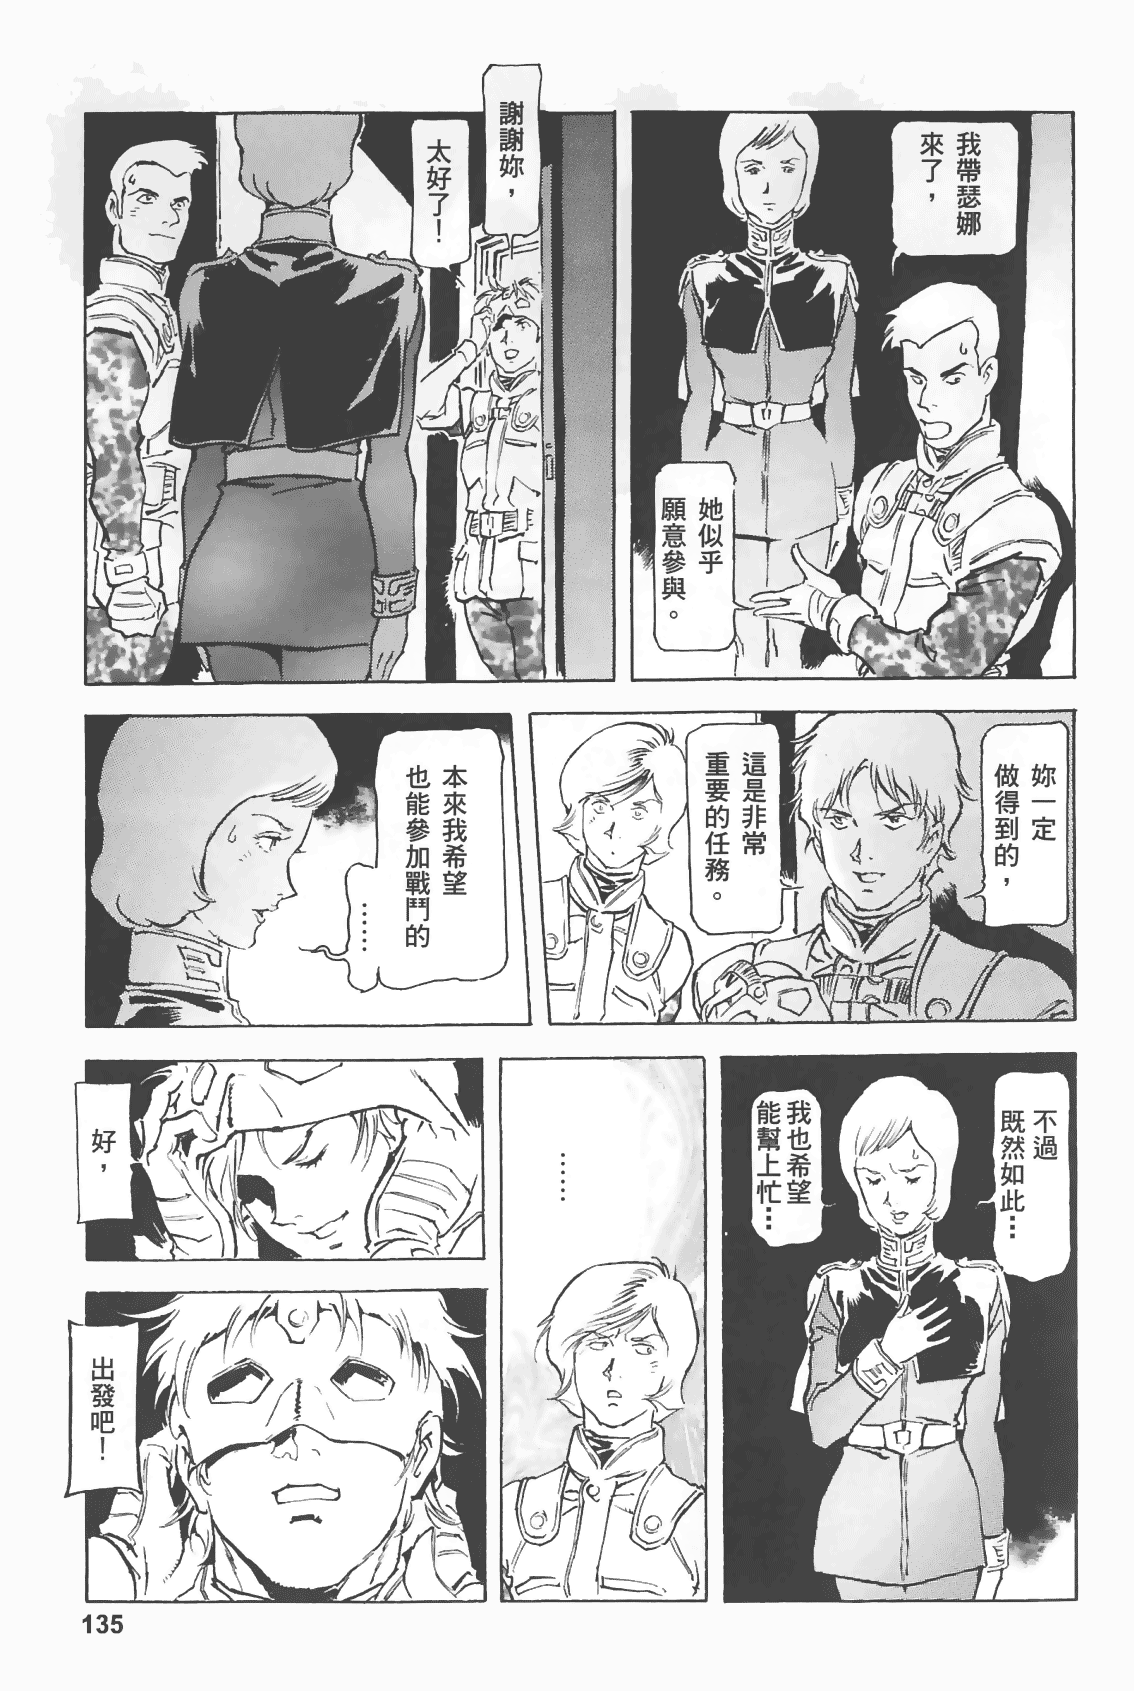 我帶瑟娜
來了，
她似乎
願意參與。
謝謝妳，
太好了！
妳一定
做得到的，
這是非常
重要的任務。
本來我希望
也能參加戰鬥的
……
不過
既然如此…
我也希望
能幫上忙…
……
好，
出發吧！
135